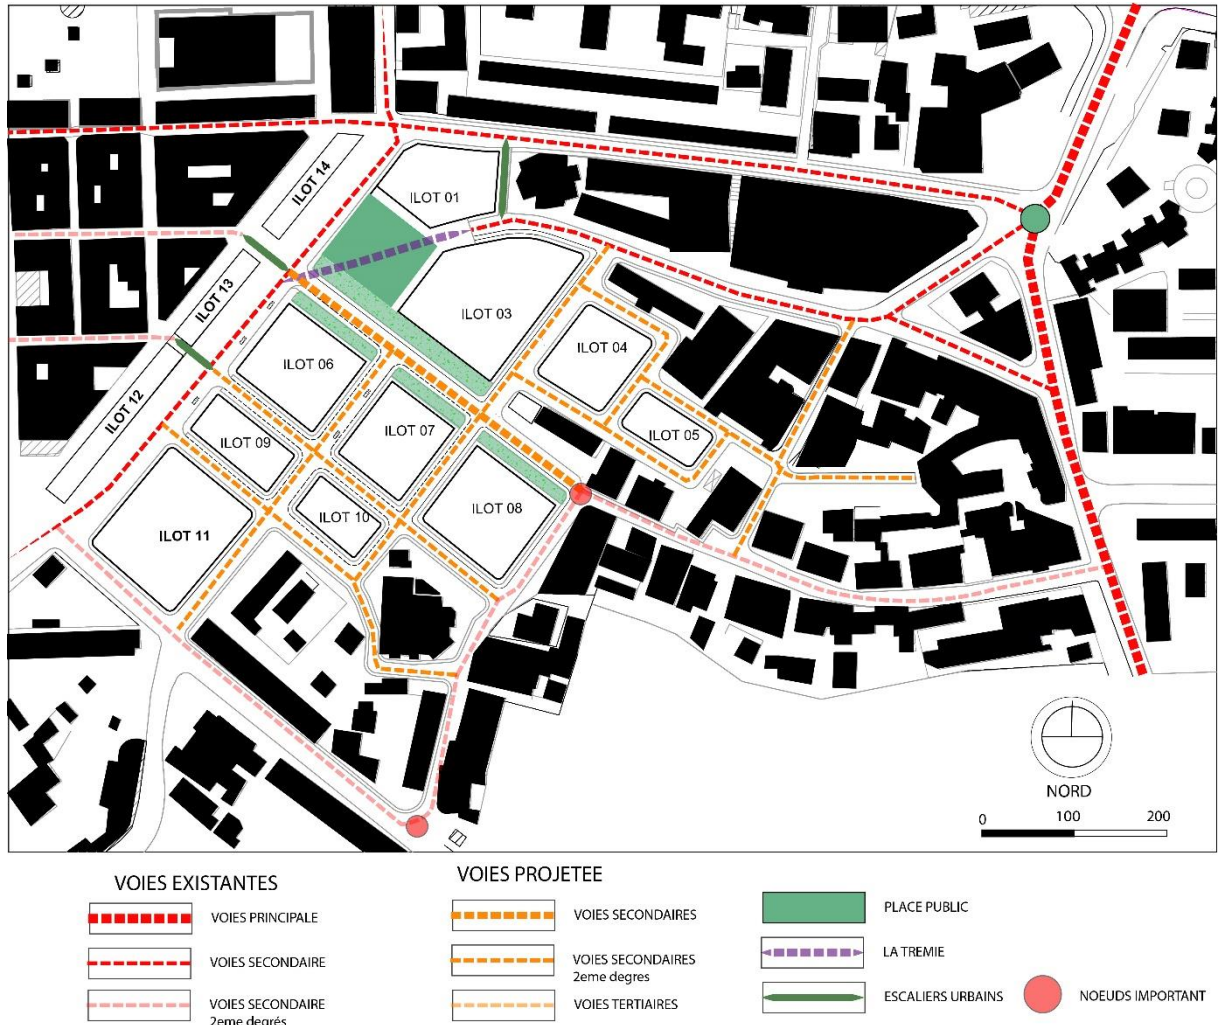 ILOT 14
ILOT 01
ILOT 13
ILOT 03
ILOT 04
ILOT 06
ILOT 12
ILOT 07
ILOT 05
ILOT 09
ILOT 08
ILOT 10
ILOT 11
NORD
0 100 200
VOIES EXISTANTES
VOIES PRINCIPALE
VOIES SECONDAIRE
VOIES SECONDAIRE
2eme degrés
VOIES PROJETEE
VOIES SECONDAIRES
VOIES SECONDAIRES
2eme degres
VOIES TERTIAIRES
PLACE PUBLIC
LA TREMIE
ESCALIERS URBAINS
NOEUDS IMPORTANT